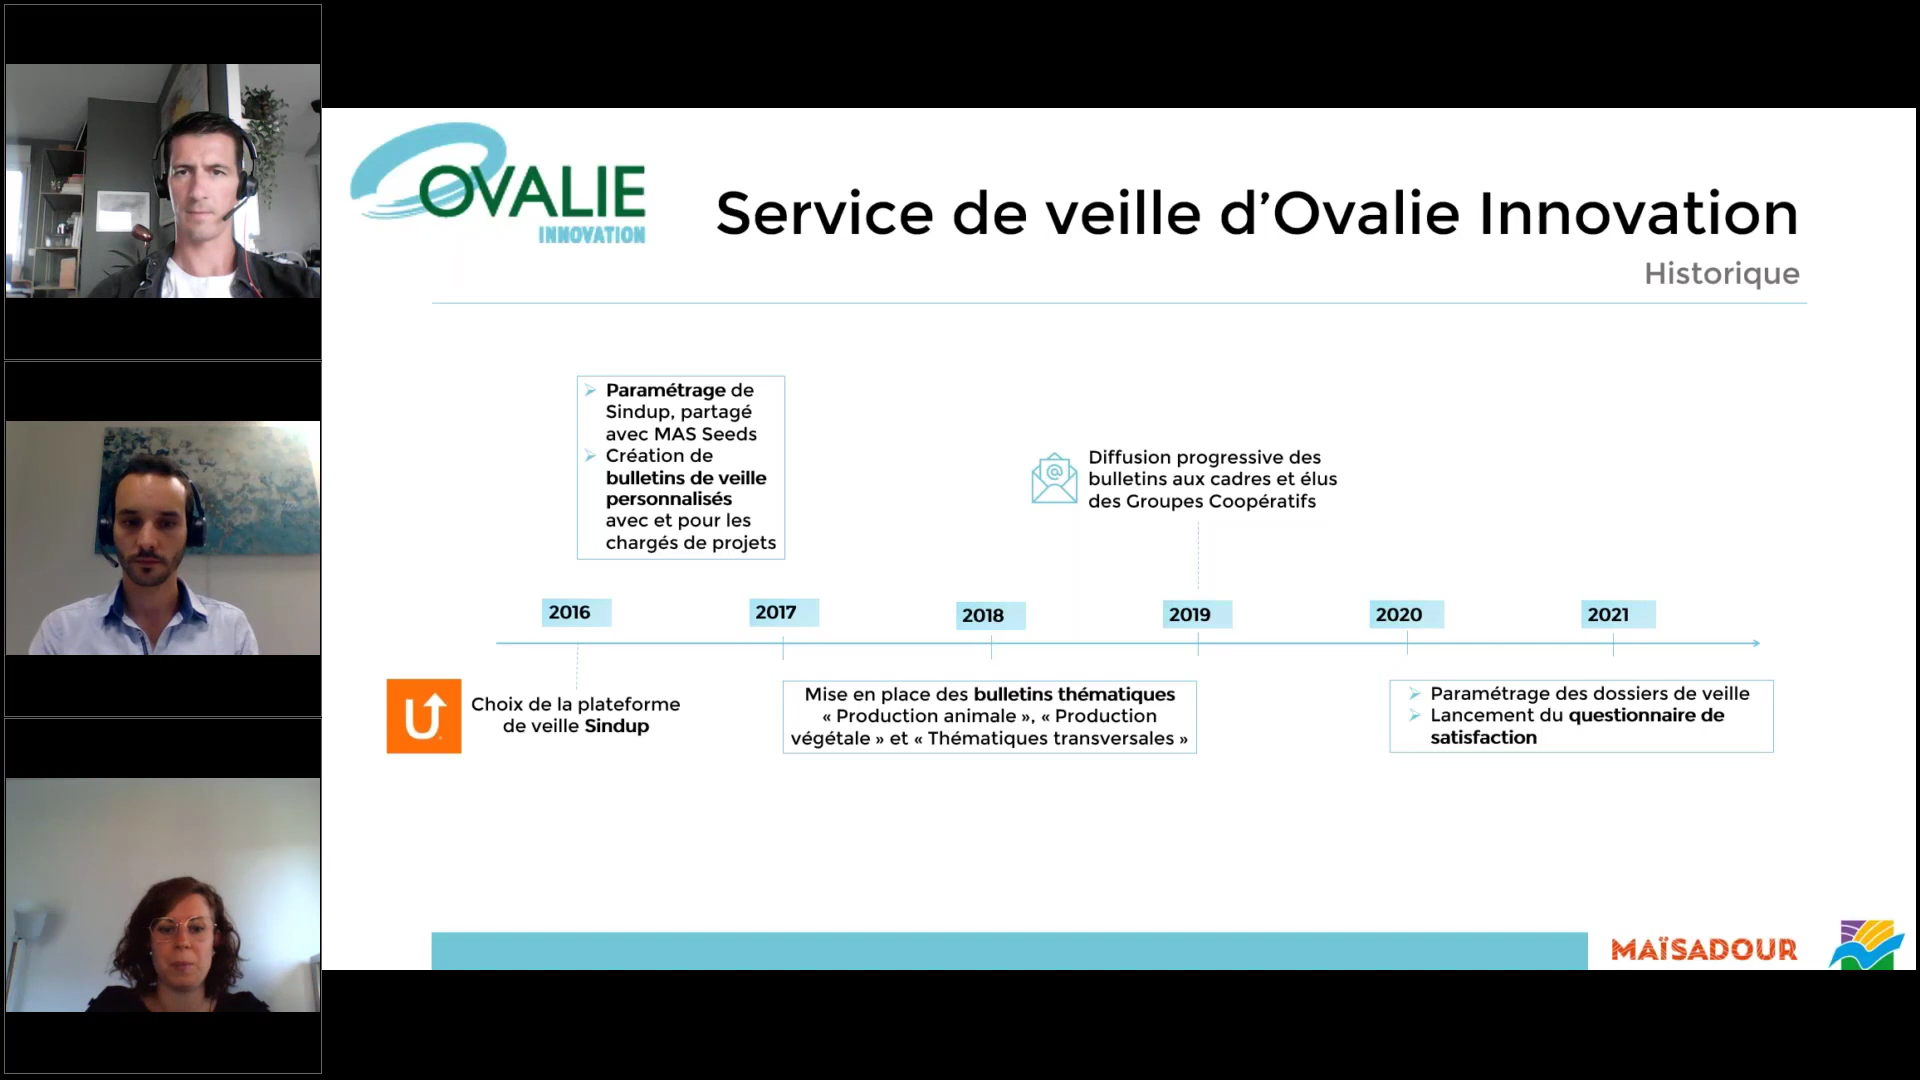 OVALIE
INNOVATION
Service de veille d’Ovalie Innovation
Historique
➢ Paramétrage de
Sindup, partagé
avec MAS Seeds
➢ Création de
bulletins de veille
personnalisés
avec et pour les
chargés de projets
@
Diffusion progressive des
bulletins aux cadres et élus
des Groupes Coopératifs
2016
2017
2018
2019
2020
2021
Choix de la plateforme
de veille Sindup
Mise en place des bulletins thématiques
« Production animale », « Production
végétale » et « Thématiques transversales »
➢ Paramétrage des dossiers de veille
➢ Lancement du questionnaire de
satisfaction
MAÏSADOUR